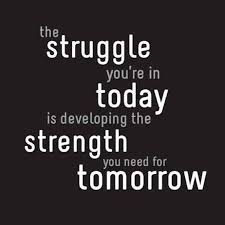 the
struggle
you're in
today
is developing the
strength
you need for
tomorrow